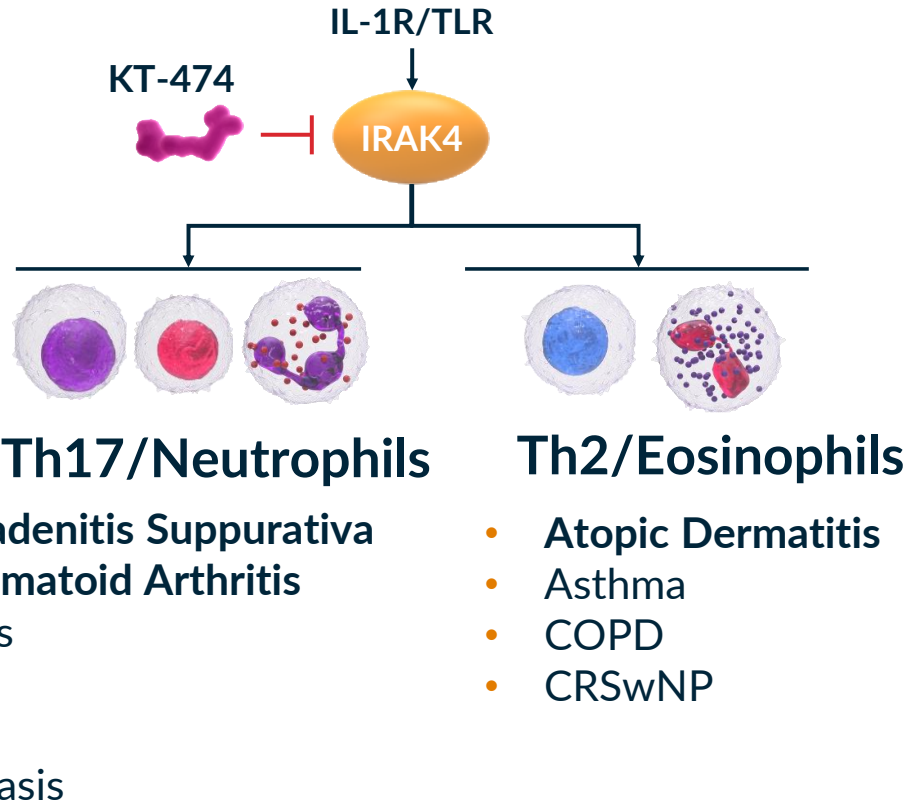 IL-1R/TLR
KT-474
IRAK4
Th17/Neutrophils
adenitis Suppurativa
matoid Arthritis
s
asis
Th2/Eosinophils
• Atopic Dermatitis
• Asthma
• COPD
• CRSwNP